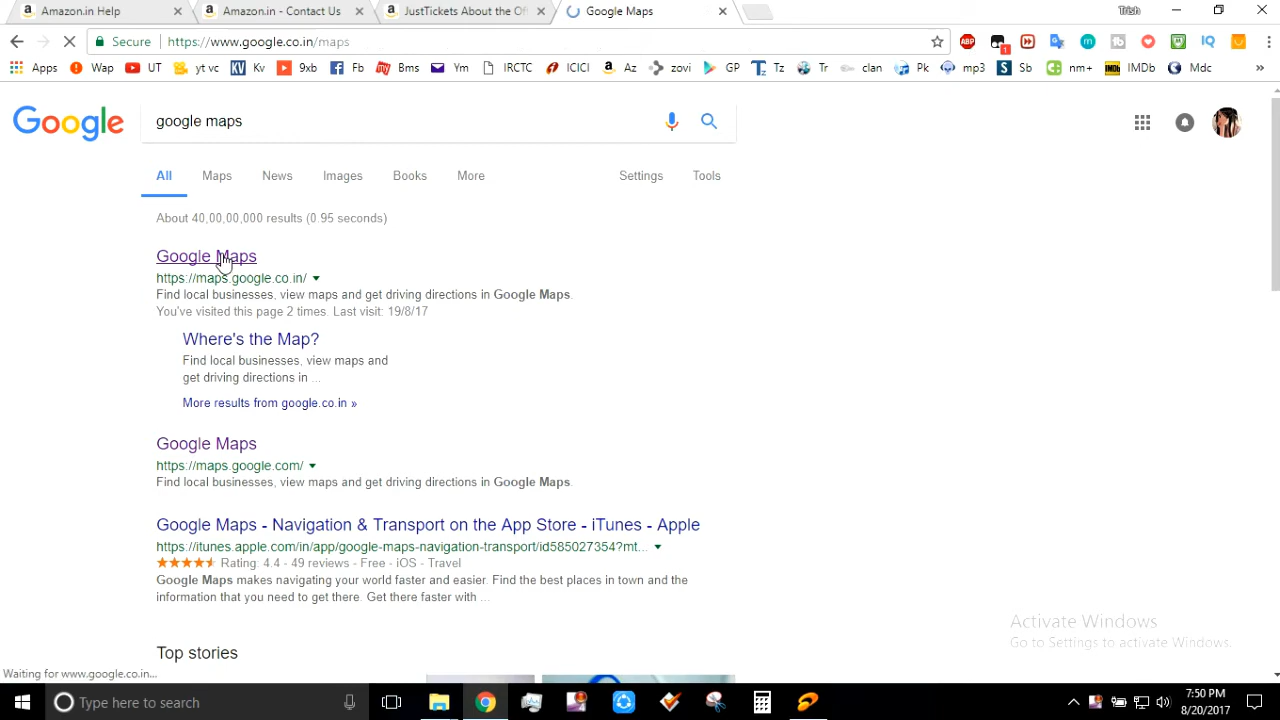 Amazon.in Help
Amazon.in - Contact Us
JustTickets About the Off
Google Maps
Trish
Secure https://www.google.co.in/maps
ABP 1 m tb IQ
Apps Wap UT yt vc KV Kv 9xb Fb my Bms Ym IRCTC ICICI Az zovi GP Tz Tr clan Pk mp3 S Sb nm+ IMDb IMDb Mdc »
Google
google maps
All Maps News Images Books More Settings Tools
About 40,00,00,000 results (0.95 seconds)
Google Maps
https://maps.google.co.in/
Find local businesses, view maps and get driving directions in Google Maps.
You've visited this page 2 times. Last visit: 19/8/17
Where's the Map?
Find local businesses, view maps and
get driving directions in ...
More results from google.co.in »
Google Maps
https://maps.google.com/
Find local businesses, view maps and get driving directions in Google Maps.
Google Maps - Navigation & Transport on the App Store - iTunes - Apple
https://itunes.apple.com/in/app/google-maps-navigation-transport/id585027354?mt...
Rating: 4.4 - 49 reviews - Free - iOS - Travel
Google Maps makes navigating your world faster and easier. Find the best places in town and the
information that you need to get there. Get there faster with ...
Activate Windows
Go to Settings to activate Windows.
Top stories
Waiting for www.google.co.in...
Type here to search
7:50 PM
8/20/2017